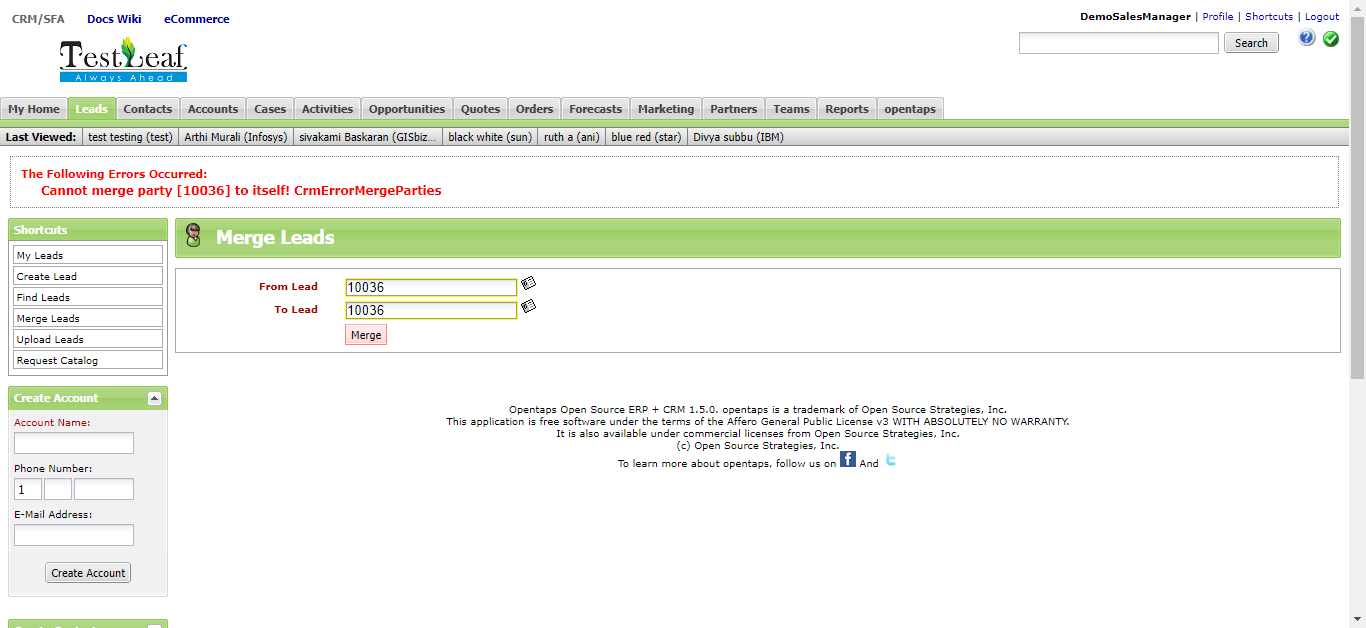 CRM/SFA Docs Wiki eCommerce
DemoSalesManager | Profile | Shortcuts | Logout
Search
TestLeaf
Always Ahead
My Home Leads Contacts Accounts Cases Activities Opportunities Quotes Orders Forecasts Marketing Partners Teams Reports opentaps
Last Viewed: test testing (test) Arthi Murali (Infosys) sivakami Baskaran (GISbiz... black white (sun) ruth a (ani) blue red (star) Divya subbu (IBM)
The Following Errors Occurred:
Cannot merge party [10036] to itself! CrmErrorMergeParties
Shortcuts
My Leads
Create Lead
Find Leads
Merge Leads
Upload Leads
Request Catalog
Create Account
Account Name:
Phone Number:
1
E-Mail Address:
Create Account
Merge Leads
From Lead 10036
To Lead 10036
Merge
Opentaps Open Source ERP + CRM 1.5.0. opentaps is a trademark of Open Source Strategies, Inc.
This application is free software under the terms of the Affero General Public License v3 WITH ABSOLUTELY NO WARRANTY.
It is also available under commercial licenses from Open Source Strategies, Inc.
(c) Open Source Strategies, Inc.
To learn more about opentaps, follow us on f And t